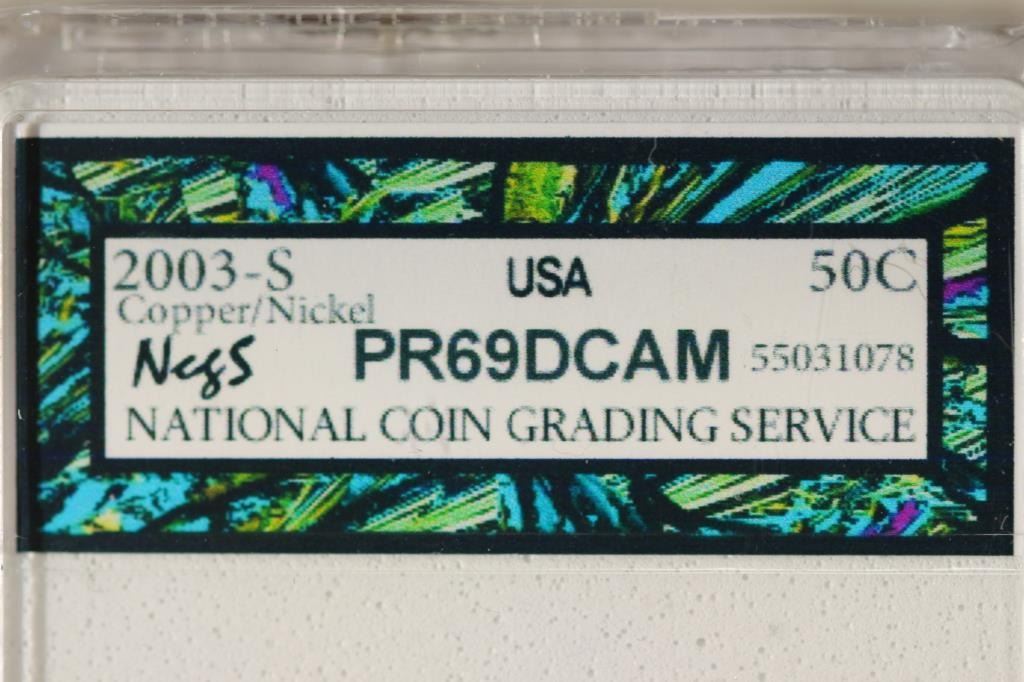 2003-S USA 50C
Copper/Nickel
NcgS PR69DCAM 55031078
NATIONAL COIN GRADING SERVICE